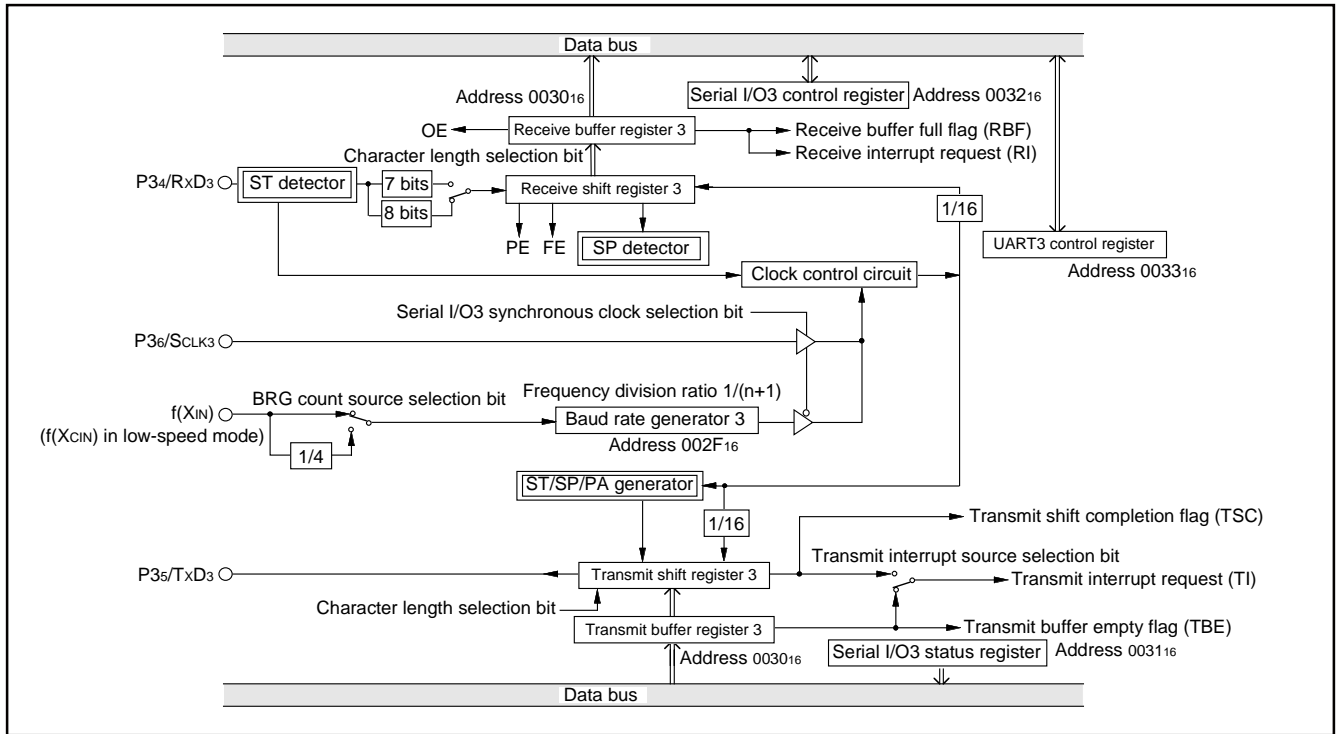 Data bus
Address 003016
Serial I/O3 control register Address 003216
OE
Receive buffer register 3
Receive buffer full flag (RBF)
Receive interrupt request (RI)
Character length selection bit
P34/RXD3
ST detector
7 bits
8 bits
Receive shift register 3
1/16
PE FE
SP detector
UART3 control register
Address 003316
Clock control circuit
Serial I/O3 synchronous clock selection bit
P36/SCLK3
f(XIN)
(f(XCIN) in low-speed mode)
BRG count source selection bit
1/4
Frequency division ratio 1/(n+1)
Baud rate generator 3
Address 002F16
ST/SP/PA generator
1/16
Transmit shift completion flag (TSC)
Transmit interrupt source selection bit
P35/TXD3
Transmit shift register 3
Transmit interrupt request (TI)
Character length selection bit
Transmit buffer register 3
Transmit buffer empty flag (TBE)
Address 003016
Serial I/O3 status register Address 003116
Data bus